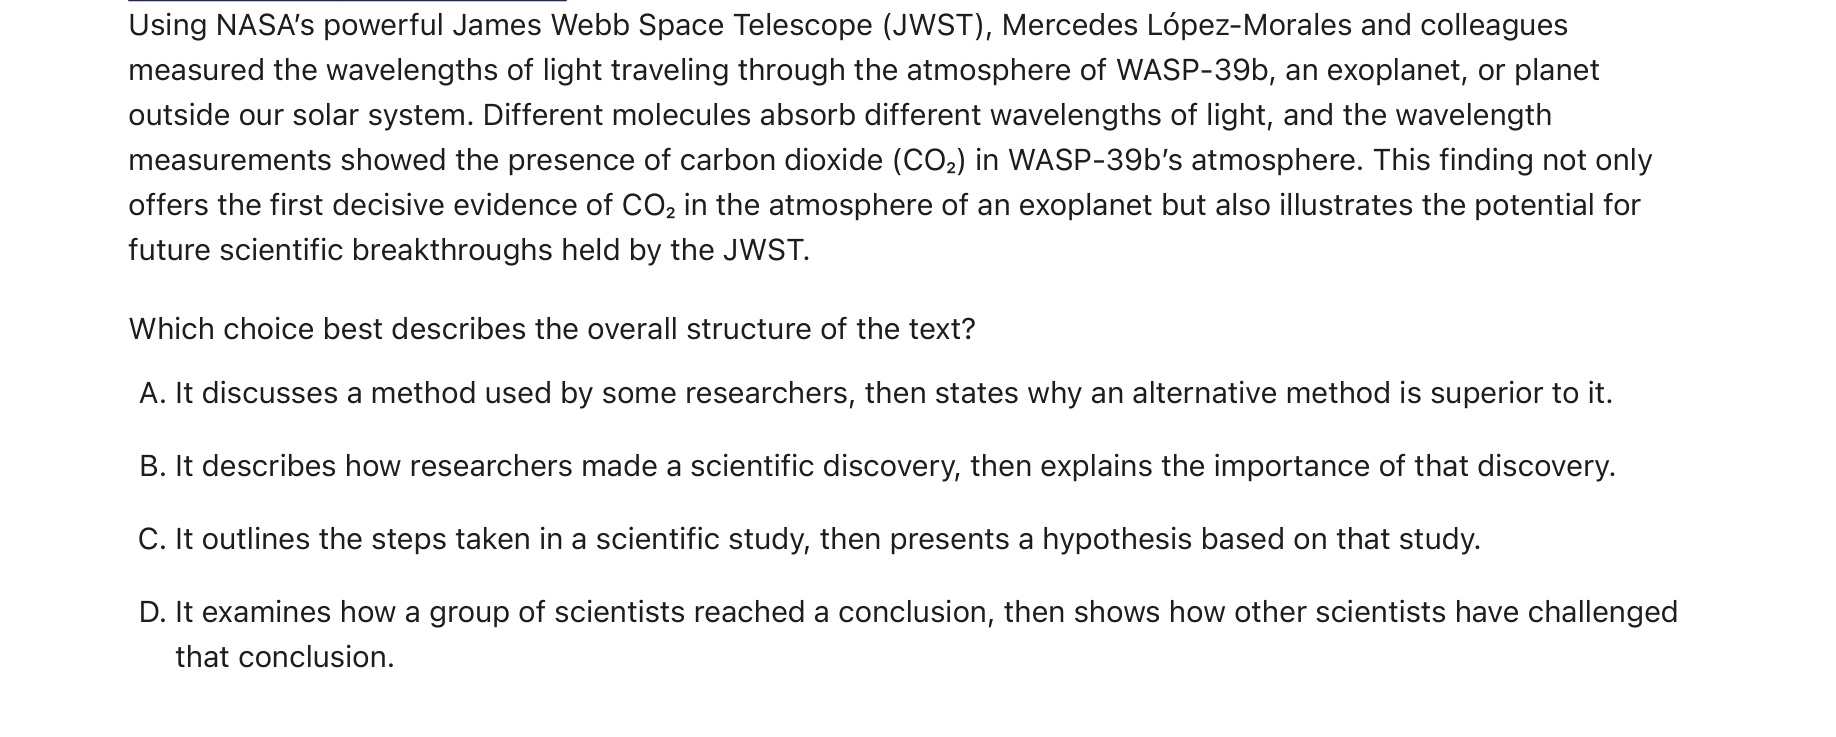 Using NASA’s powerful James Webb Space Telescope (JWST), Mercedes López-Morales and colleagues
measured the wavelengths of light traveling through the atmosphere of WASP-39b, an exoplanet, or planet
outside our solar system. Different molecules absorb different wavelengths of light, and the wavelength
measurements showed the presence of carbon dioxide (CO₂) in WASP-39b’s atmosphere. This finding not only
offers the first decisive evidence of CO₂ in the atmosphere of an exoplanet but also illustrates the potential for
future scientific breakthroughs held by the JWST.
Which choice best describes the overall structure of the text?
A. It discusses a method used by some researchers, then states why an alternative method is superior to it.
B. It describes how researchers made a scientific discovery, then explains the importance of that discovery.
C. It outlines the steps taken in a scientific study, then presents a hypothesis based on that study.
D. It examines how a group of scientists reached a conclusion, then shows how other scientists have challenged
that conclusion.